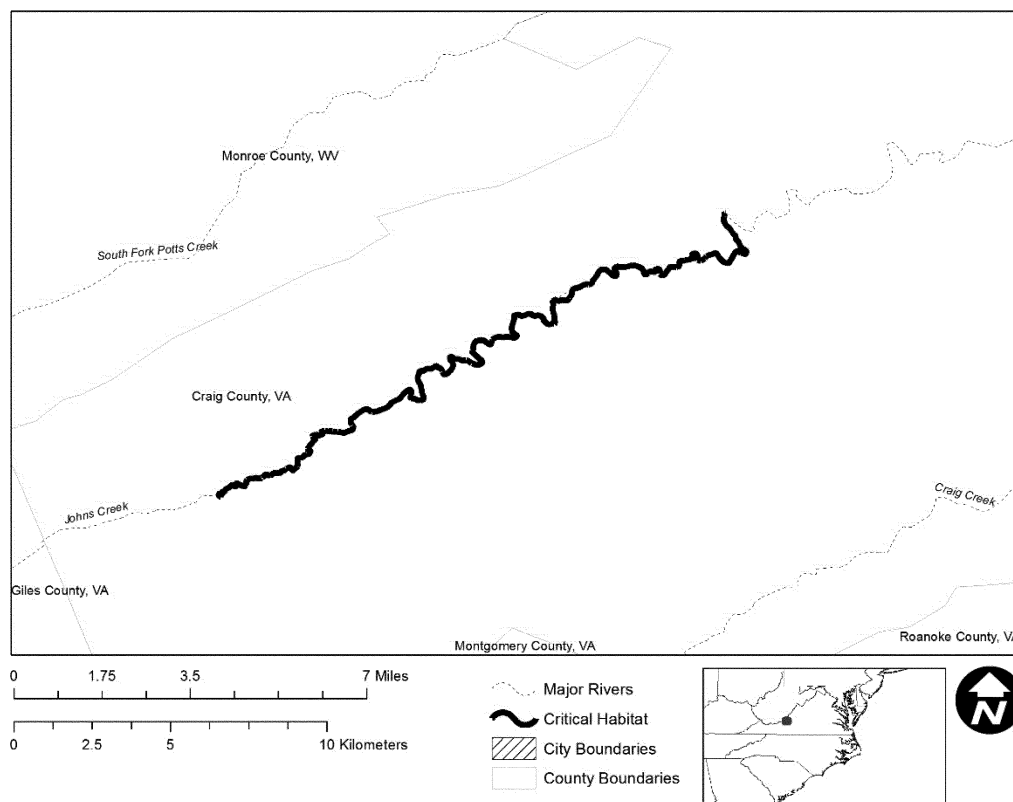 Monroe County, WV
South Fork Potts Creek
Craig County, VA
Craig Creek
Johns Creek
Giles County, VA
Roanoke County, VA
Montgomery County, VA
0 1.75 3.5 7 Miles
0 2.5 5 10 Kilometers
Major Rivers
Critical Habitat
City Boundaries
County Boundaries
N